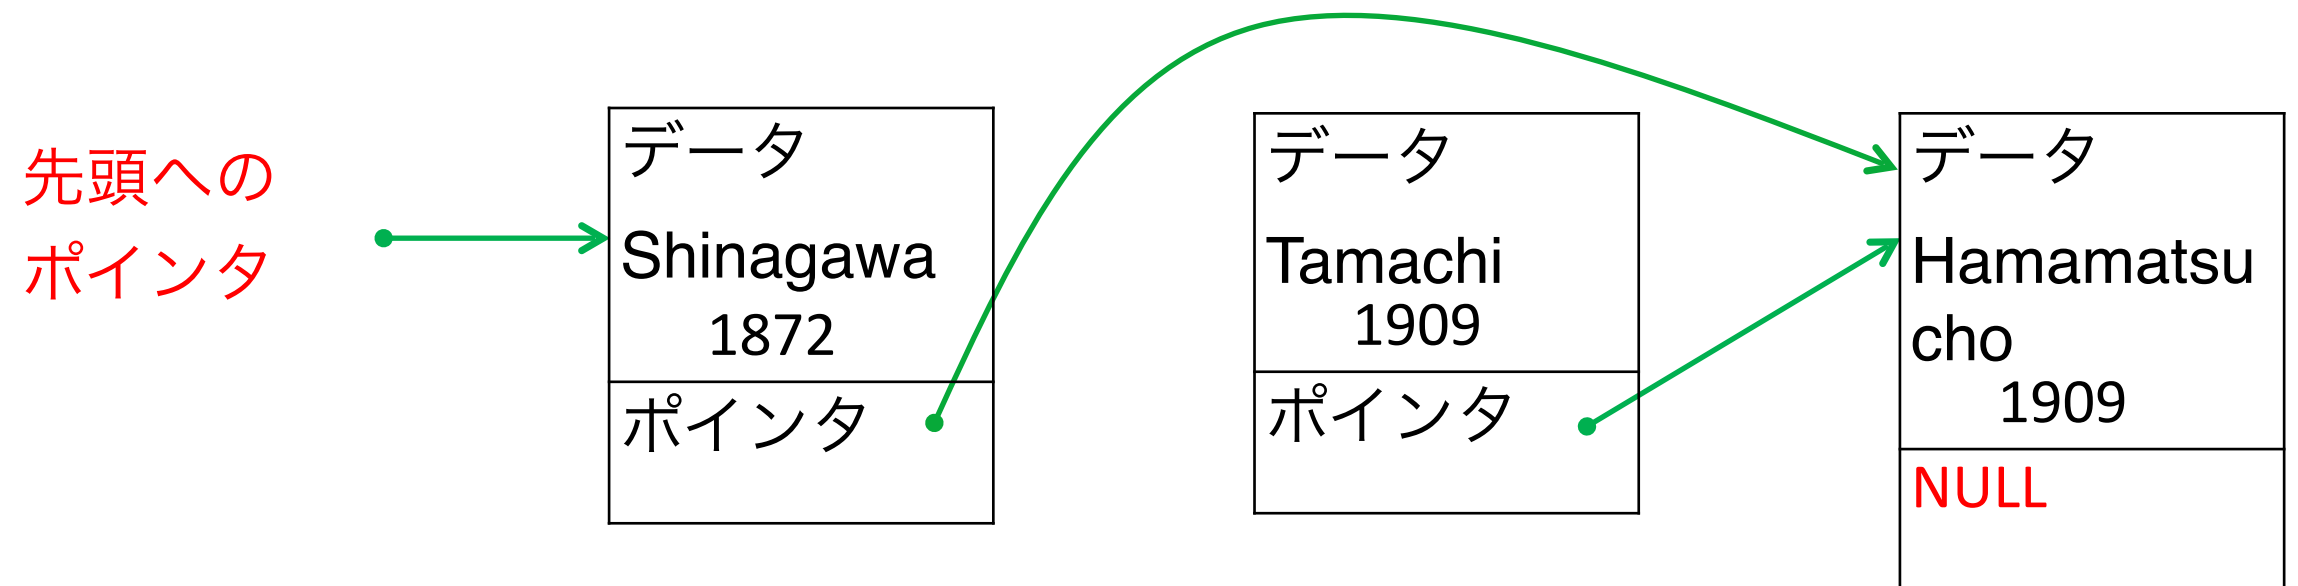 先頭への
ポインタ
データ
Shinagawa
1872
ポインタ
データ
Tamachi
1909
ポインタ
データ
Hamamatsu
cho
1909
NULL